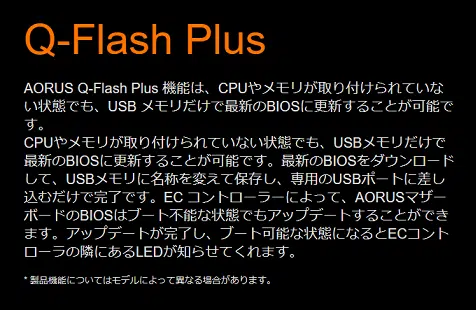 Q-Flash Plus
AORUS Q-Flash Plus 機能は、CPUやメモリが取り付けられていな
い状態でも、USB メモリだけで最新のBIOSに更新することが可能で
す。
CPUやメモリが取り付けられていない状態でも、USBメモリだけで
最新のBIOSに更新することが可能です。最新のBIOSをダウンロード
して、USBメモリに名称を変えて保存し、専用のUSBポートに差し
込むだけで完了です。EC コントローラーによって、AORUSマザー
ボードのBIOSはブート不能な状態でもアップデートすることができ
ます。アップデートが完了し、ブート可能な状態になるとECコント
ローラの隣にあるLEDが知らせてくれます。
* 製品機能についてはモデルによって異なる場合があります。